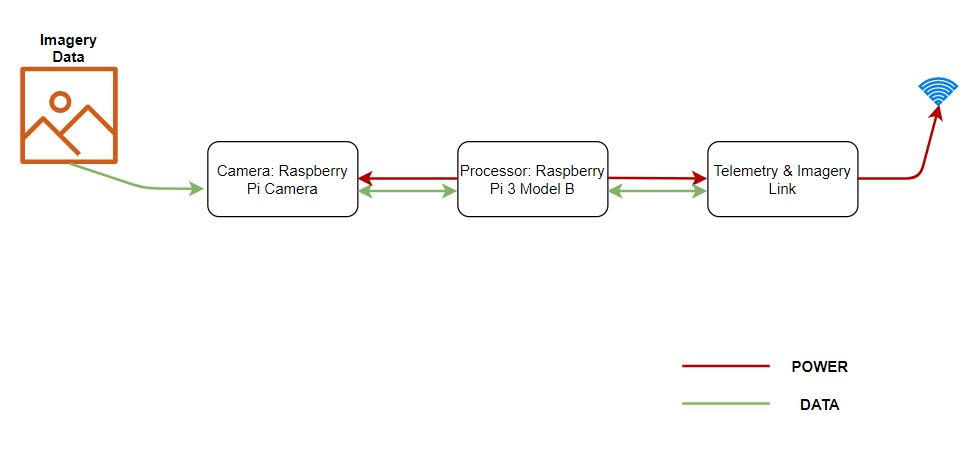 Imagery
Data
Camera: Raspberry
Pi Camera
Processor: Raspberry
Pi 3 Model B
Telemetry & Imagery
Link
POWER
DATA